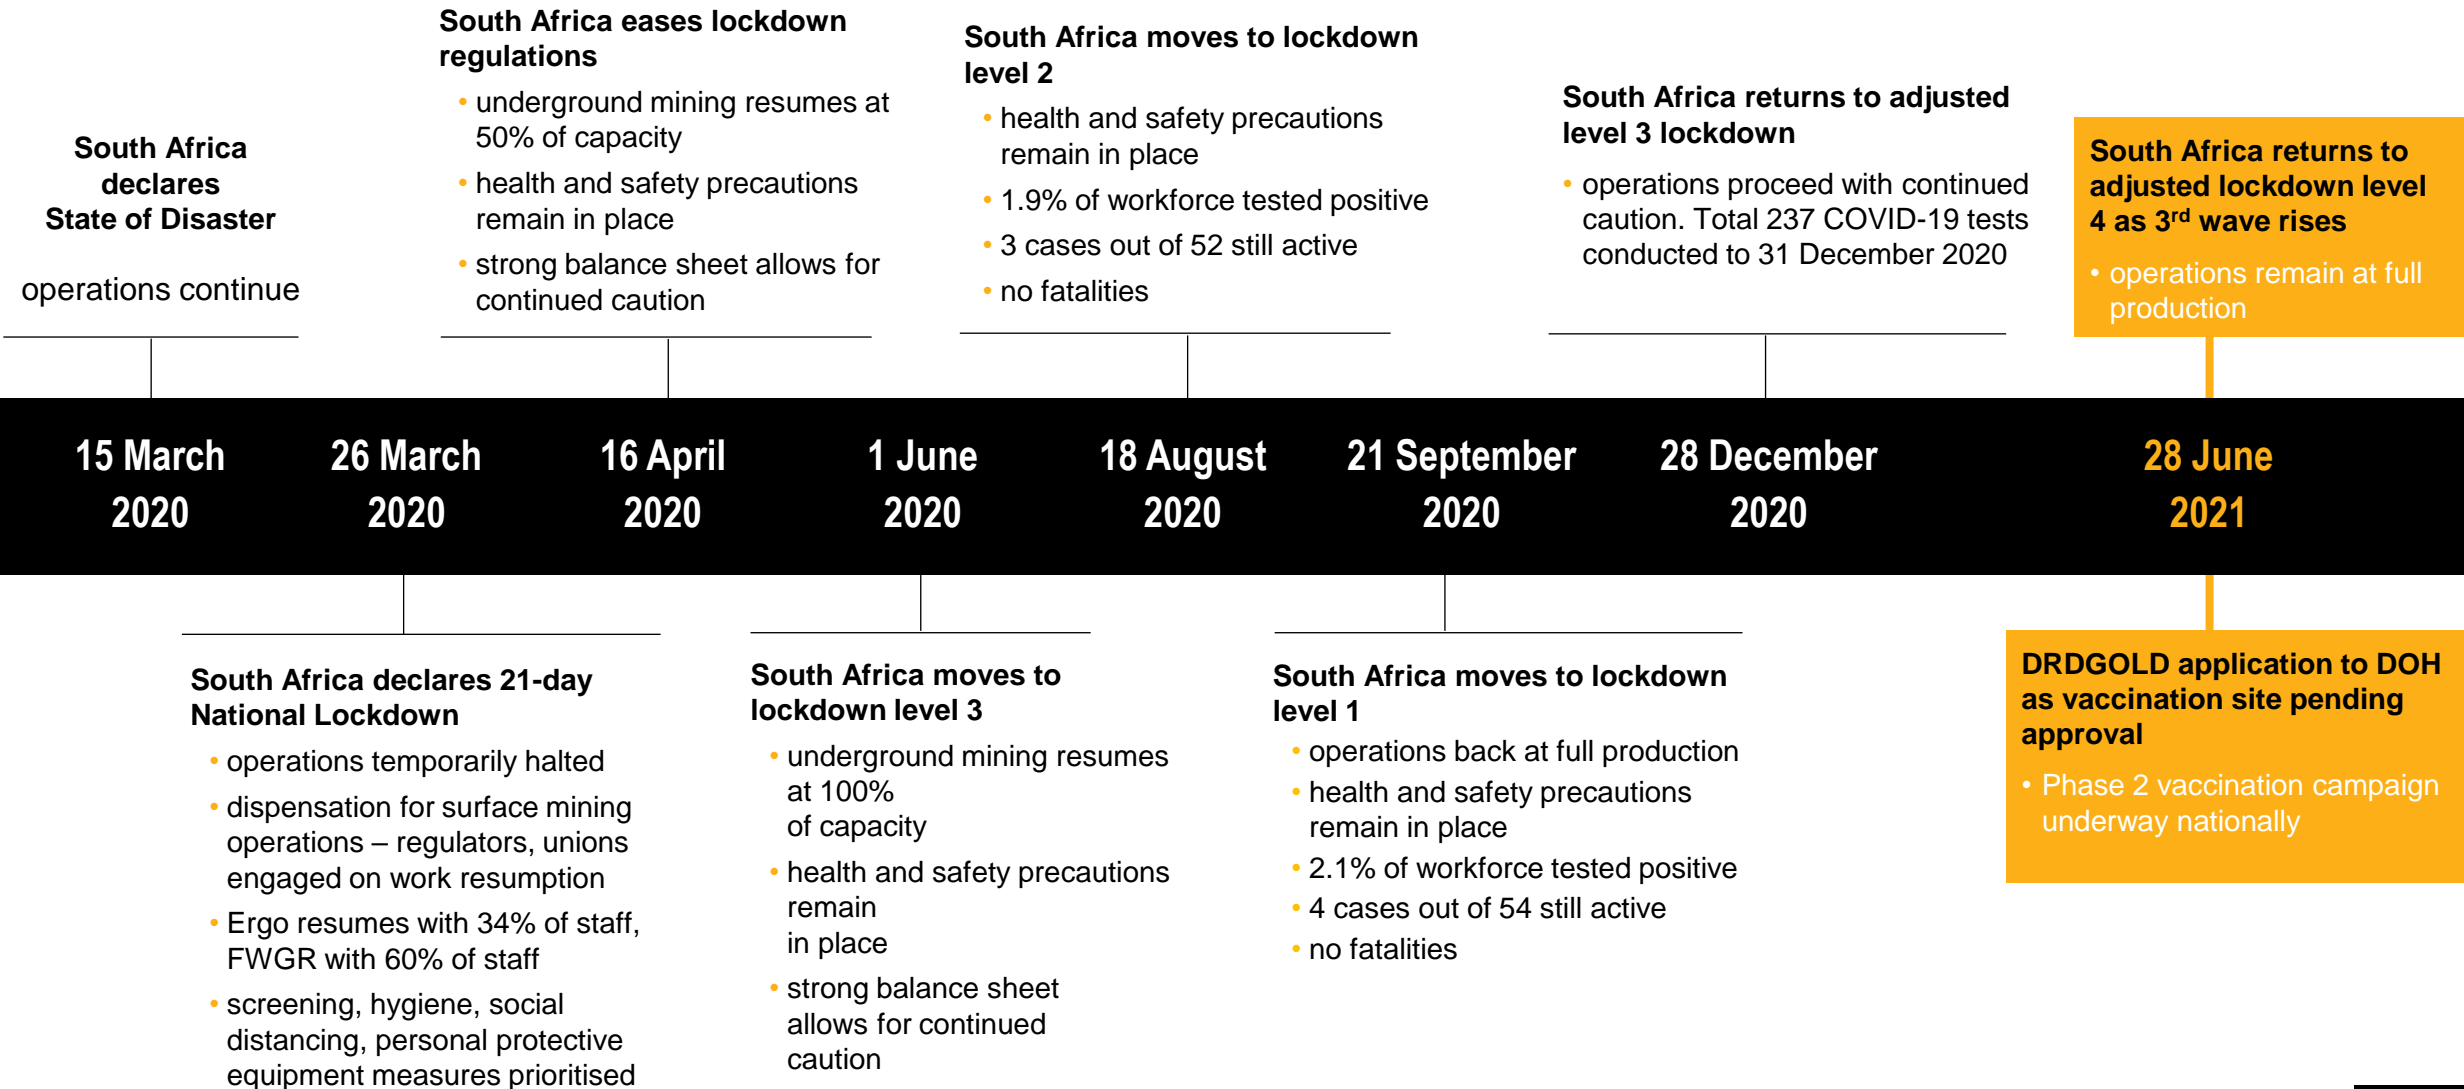 South Africa
declares
State of Disaster
operations continue
South Africa eases lockdown
regulations
• underground mining resumes at
50% of capacity
• health and safety precautions
remain in place
• strong balance sheet allows for
continued caution
South Africa moves to lockdown
level 2
• health and safety precautions
remain in place
• 1.9% of workforce tested positive
• 3 cases out of 52 still active
• no fatalities
South Africa returns to adjusted
level 3 lockdown
• operations proceed with continued
caution. Total 237 COVID-19 tests
conducted to 31 December 2020
South Africa returns to
adjusted lockdown level
4 as 3rd wave rises
• operations remain at full
production
15 March
2020
26 March
2020
16 April
2020
1 June
2020
18 August
2020
21 September
2020
28 December
2020
28 June
2021
South Africa declares 21-day
National Lockdown
• operations temporarily halted
• dispensation for surface mining
operations – regulators, unions
engaged on work resumption
• Ergo resumes with 34% of staff,
FWGR with 60% of staff
• screening, hygiene, social
distancing, personal protective
equipment measures prioritised
South Africa moves to
lockdown level 3
• underground mining resumes
at 100%
of capacity
• health and safety precautions
remain
in place
• strong balance sheet
allows for continued
caution
South Africa moves to lockdown
level 1
• operations back at full production
• health and safety precautions
remain in place
• 2.1% of workforce tested positive
• 4 cases out of 54 still active
• no fatalities
DRDGOLD application to DOH
as vaccination site pending
approval
• Phase 2 vaccination campaign
underway nationally